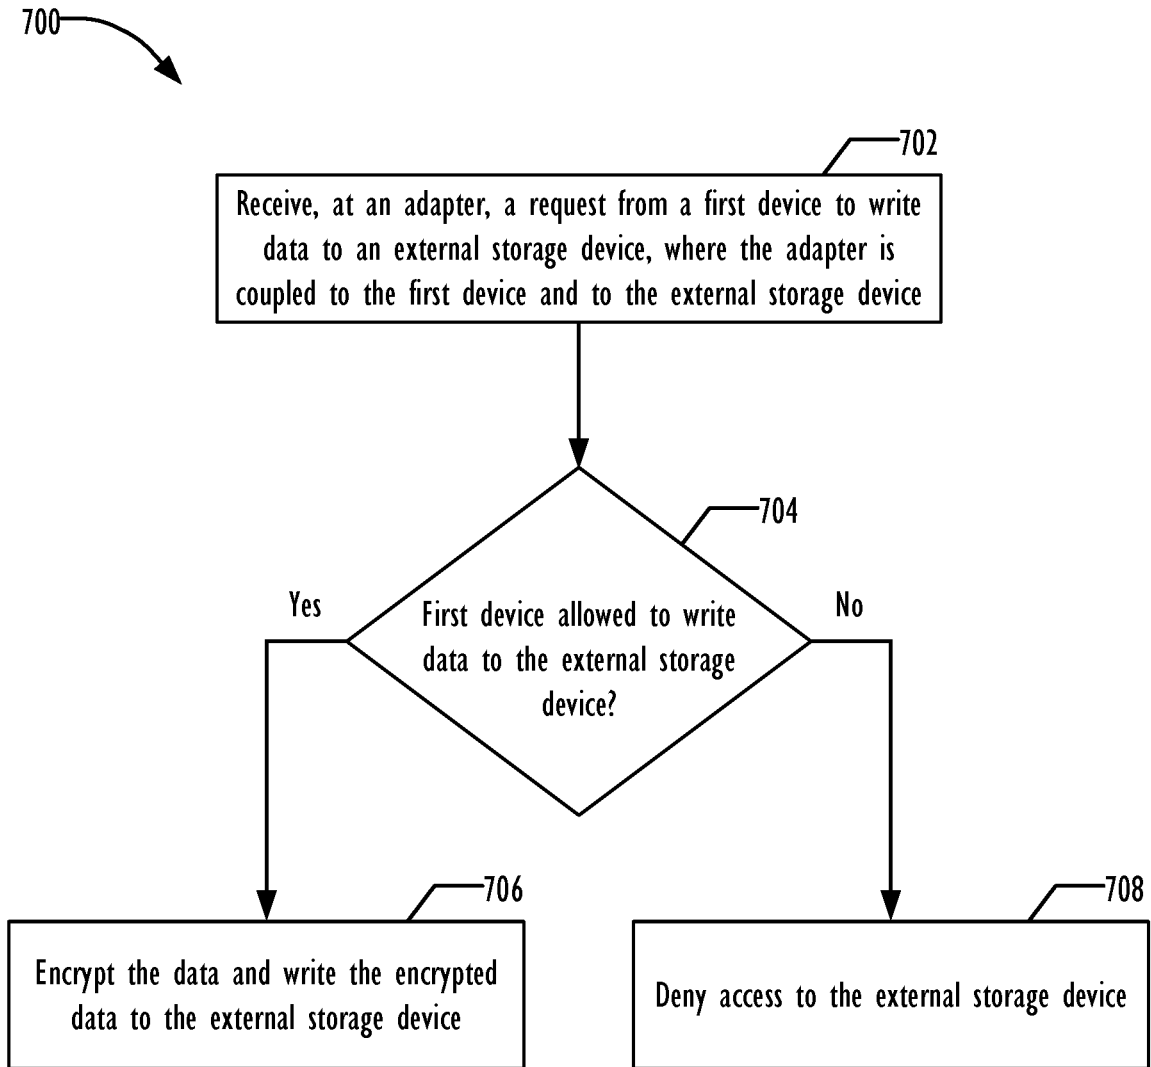 700
702
Receive, at an adapter, a request from a first device to write
data to an external storage device, where the adapter is
coupled to the first device and to the external storage device
704
Yes
No
First device allowed to write
data to the external storage
device?
706
708
Encrypt the data and write the encrypted
data to the external storage device
Deny access to the external storage device